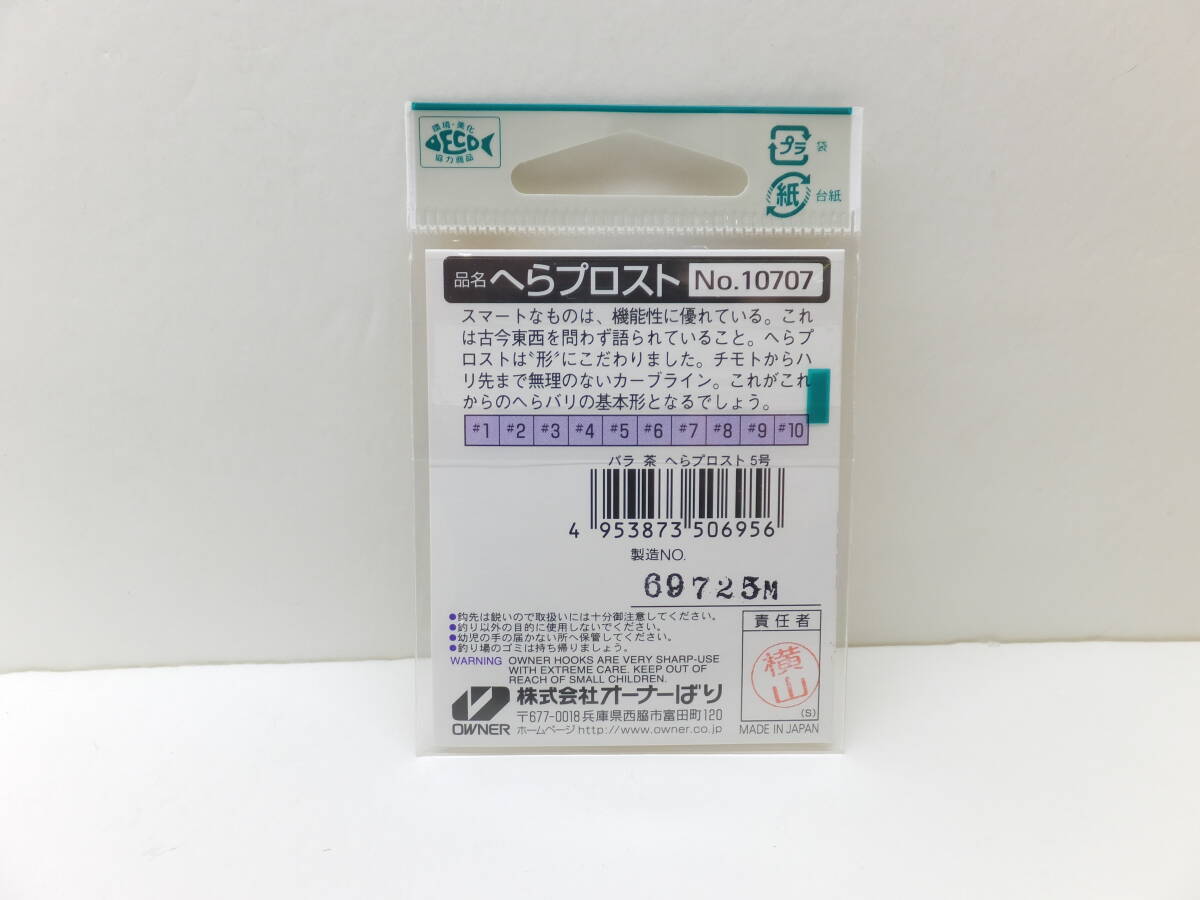 環境・美化
ECO
協力商品
プラ 袋
紙 台紙
品名 へらプロスト No.10707
スマートなものは、機能性に優れている。これ
は古今東西を問わず語られていること。へらプ
ロストは〝形〞にこだわりました。チモトからハ
リ先まで無理のないカーブライン。これがこれ
からのへらバリの基本形となるでしょう。
#1 #2 #3 #4 #5 #6 #7 #8 #9 #10
バラ 茶 へらプロスト 5号
4 953873 506956
製造NO.
69725M
●鈎先は鋭いので取扱いには十分御注意してください。
●釣り以外の目的に使用しないでください。
●幼児の手の届かない所へ保管してください。
●釣り場のゴミは持ち帰りましょう。
WARNING OWNER HOOKS ARE VERY SHARP-USE
WITH EXTREME CARE. KEEP OUT OF
REACH OF SMALL CHILDREN.
OWNER
株式会社オーナーばり
〒677-0018 兵庫県西脇市富田町120
ホームページ http://www.owner.co.jp
責任者
横山
(S)
MADE IN JAPAN